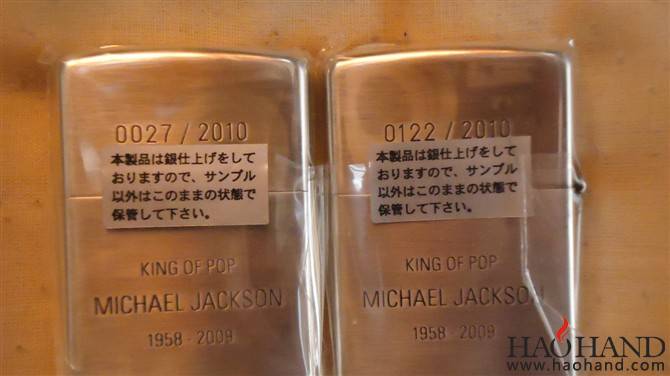 0027 / 2010
本製品は銀仕上げをして
おりますので、サンプル
以外はこのままの状態で
保管して下さい。
KING OF POP
MICHAEL JACKSON
1958 - 2009
0122 / 2010
本製品は銀仕上げをして
おりますので、サンプル
以外はこのままの状態で
保管して下さい。
KING OF POP
MICHAEL JACKSON
1958 - 2009
HAOHAND
www.haohand.com